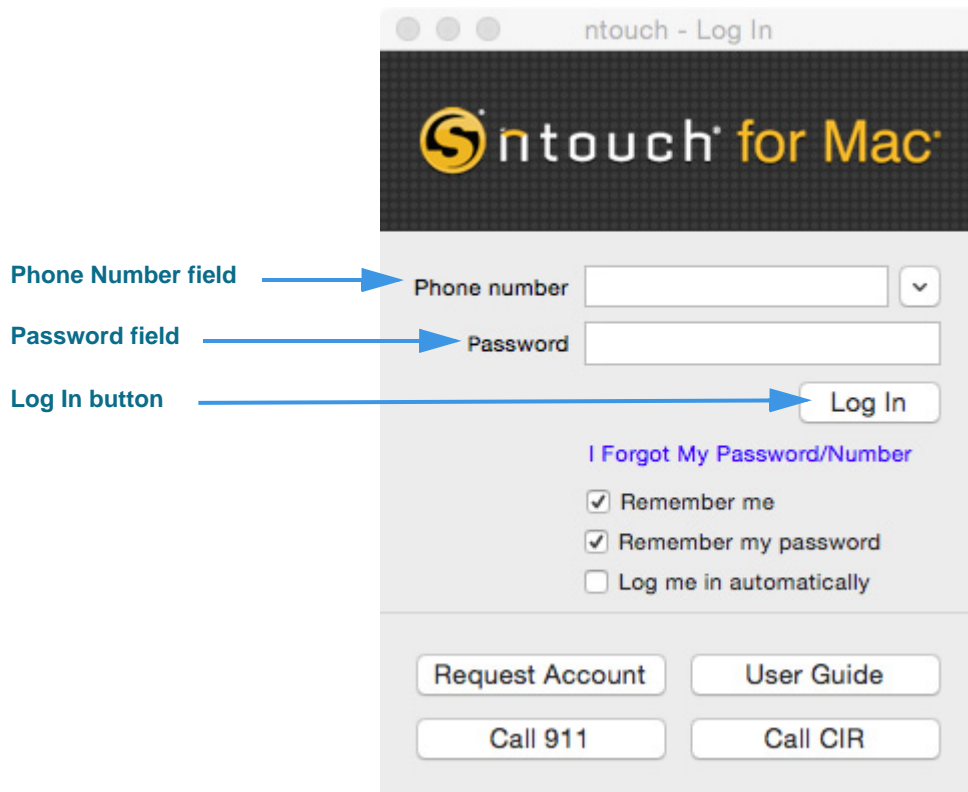 ntouch - Log In
ntouch for Mac
Phone Number field
Phone number
Password field
Password
Log In button
Log In
I Forgot My Password/Number
Remember me
Remember my password
Log me in automatically
Request Account
User Guide
Call 911
Call CIR